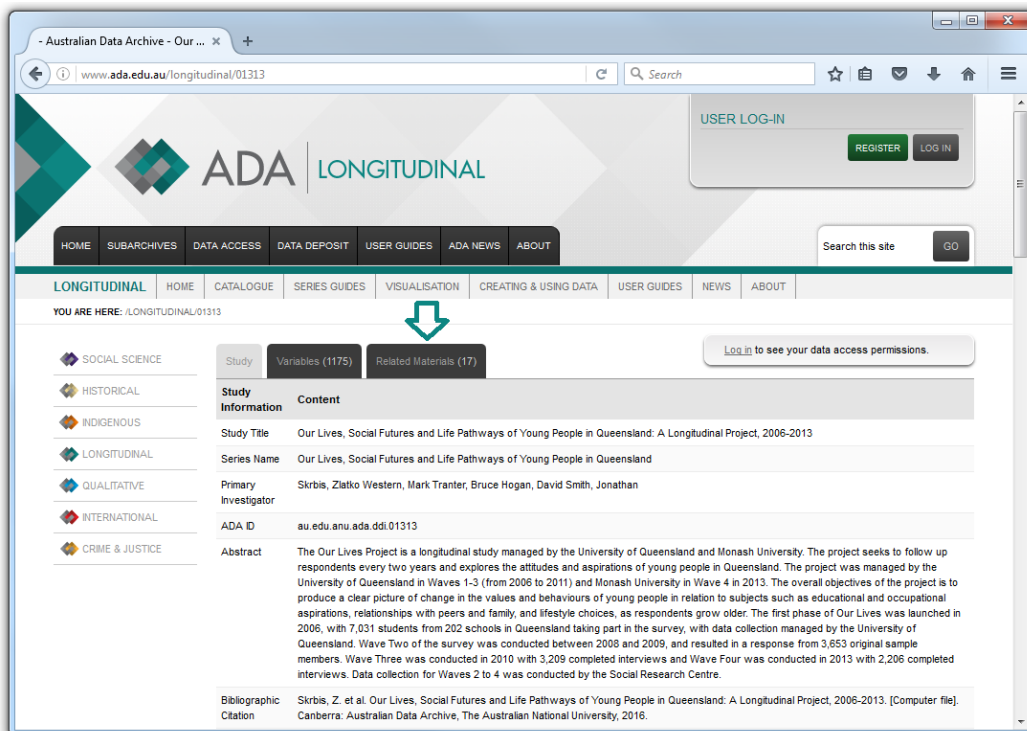 - Australian Data Archive - Our ...
www.ada.edu.au/longitudinal/01313
Search
USER LOG-IN
REGISTER LOG IN
ADA LONGITUDINAL
HOME SUBARCHIVES DATA ACCESS DATA DEPOSIT USER GUIDES ADA NEWS ABOUT
Search this site GO
LONGITUDINAL HOME CATALOGUE SERIES GUIDES VISUALISATION CREATING & USING DATA USER GUIDES NEWS ABOUT
YOU ARE HERE: /LONGITUDINAL/01313
SOCIAL SCIENCE
HISTORICAL
INDIGENOUS
LONGITUDINAL
QUALITATIVE
INTERNATIONAL
CRIME & JUSTICE
Study Variables (1175) Related Materials (17)
Log in to see your data access permissions.
Study
Information Content
Study Title Our Lives, Social Futures and Life Pathways of Young People in Queensland: A Longitudinal Project, 2006-2013
Series Name Our Lives, Social Futures and Life Pathways of Young People in Queensland
Primary
Investigator Skrbis, Zlatko Western, Mark Tranter, Bruce Hogan, David Smith, Jonathan
ADA ID au.edu.anu.ada.ddi.01313
Abstract The Our Lives Project is a longitudinal study managed by the University of Queensland and Monash University. The project seeks to follow up
respondents every two years and explores the attitudes and aspirations of young people in Queensland. The project was managed by the
University of Queensland in Waves 1-3 (from 2006 to 2011) and Monash University in Wave 4 in 2013. The overall objectives of the project is to
produce a clear picture of change in the values and behaviours of young people in relation to subjects such as educational and occupational
aspirations, relationships with peers and family, and lifestyle choices, as respondents grow older. The first phase of Our Lives was launched in
2006, with 7,031 students from 202 schools in Queensland taking part in the survey, with data collection managed by the University of
Queensland. Wave Two of the survey was conducted between 2008 and 2009, and resulted in a response from 3,653 original sample
members. Wave Three was conducted in 2010 with 3,209 completed interviews and Wave Four was conducted in 2013 with 2,206 completed
interviews. Data collection for Waves 2 to 4 was conducted by the Social Research Centre.
Bibliographic
Citation
Skrbis, Z. et al. Our Lives, Social Futures and Life Pathways of Young People in Queensland: A Longitudinal Project, 2006-2013. [Computer file].
Canberra: Australian Data Archive, The Australian National University, 2016.